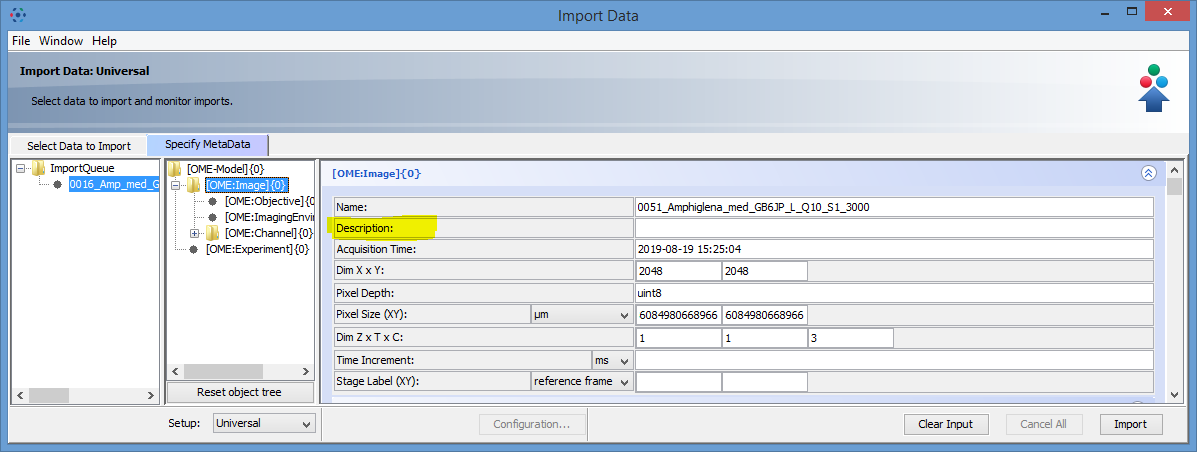 Import Data
File Window Help
Import Data: Universal
Select data to import and monitor imports.
Select Data to Import
Specify MetaData
ImportQueue
0016_Amp_med_G
[OME-Model]{0}
[OME:Image]{0}
[OME:Objective]{0}
[OME:ImagingEnvir
[OME:Channel]{0}
[OME:Experiment]{0}
Reset object tree
[OME:Image]{0}
Name: 0051_Amphiglena_med_GB6JP_L_Q10_S1_3000
Description:
Acquisition Time: 2019-08-19 15:25:04
Dim X x Y: 2048 2048
Pixel Depth: uint8
Pixel Size (XY): µm 6084980668966 6084980668966
Dim Z x T x C: 1 1 3
Time Increment: ms
Stage Label (XY): reference frame
Setup: Universal Configuration... Clear Input Cancel All Import